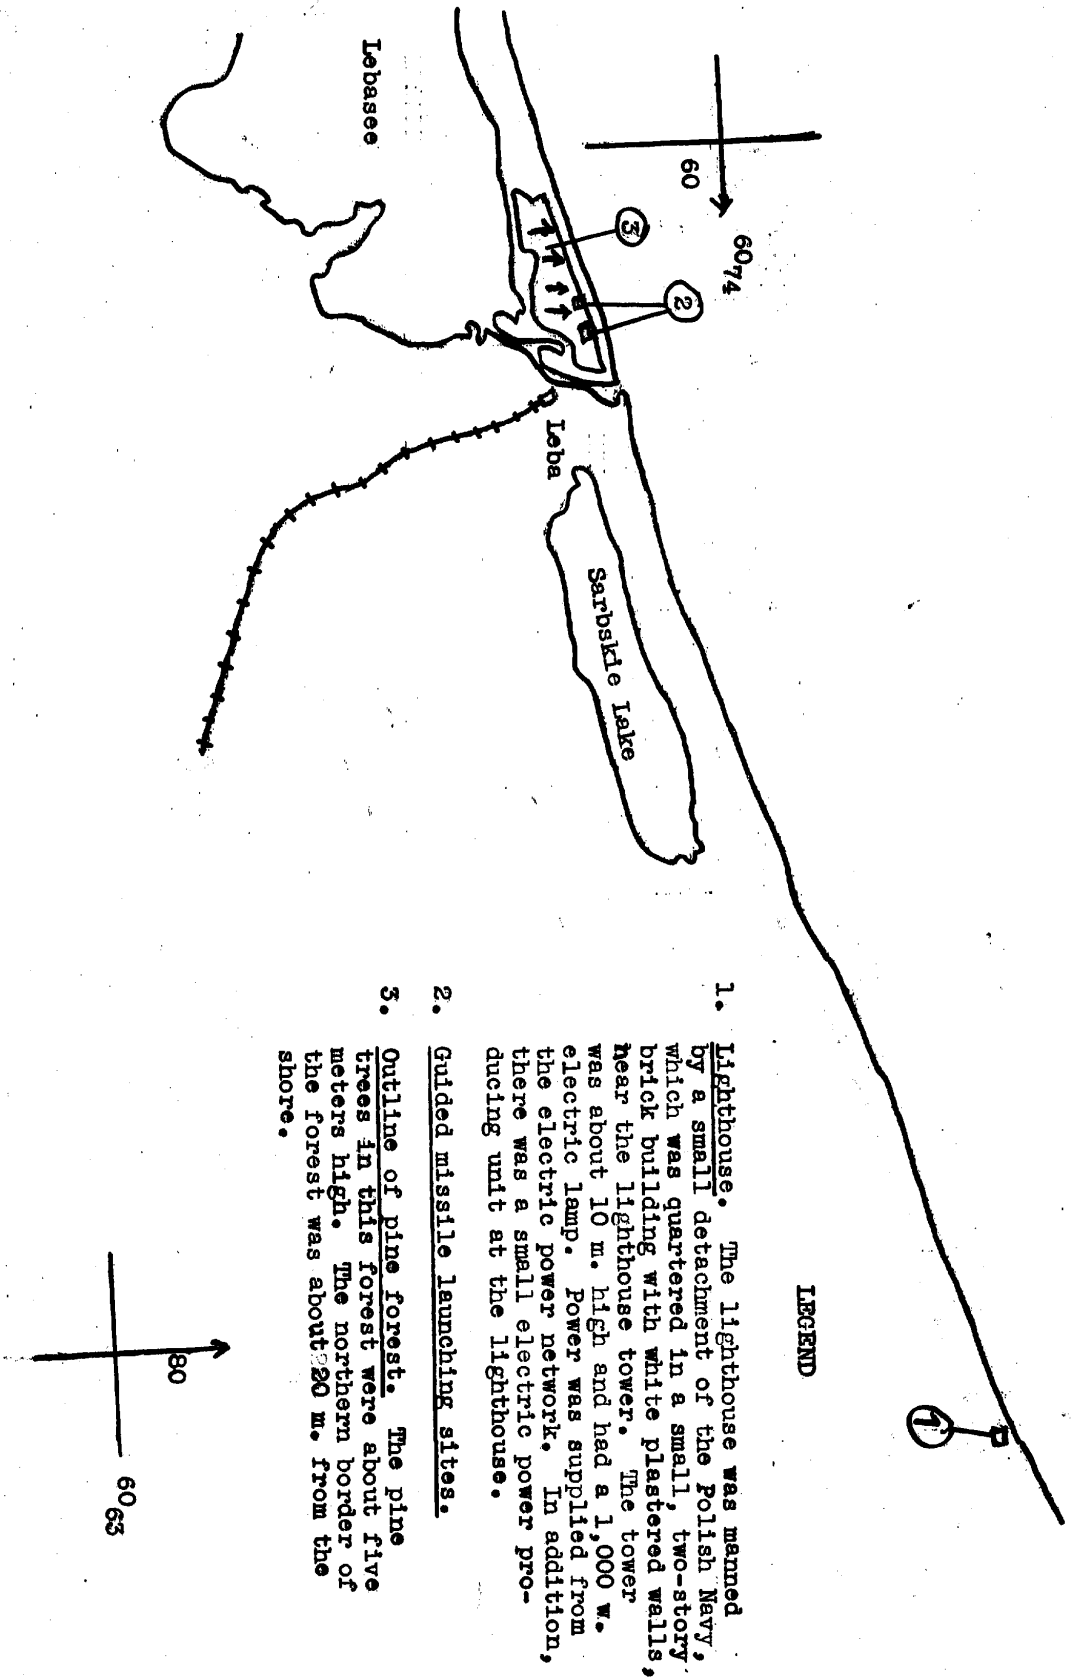 60
60 74
3
2
Lebasee
Leba
Sarbskie Lake
1
80
60 63
LEGEND
1. Lighthouse. The lighthouse was manned
by a small detachment of the Polish Navy,
which was quartered in a small, two-story
brick building with white plastered walls,
near the lighthouse tower. The tower
was about 10 m. high and had a 1,000 w.
electric lamp. Power was supplied from
the electric power network. In addition,
there was a small electric power pro-
ducing unit at the lighthouse.
2. Guided missile launching sites.
3. Outline of pine forest. The pine
trees in this forest were about five
meters high. The northern border of
the forest was about 20 m. from the
shore.